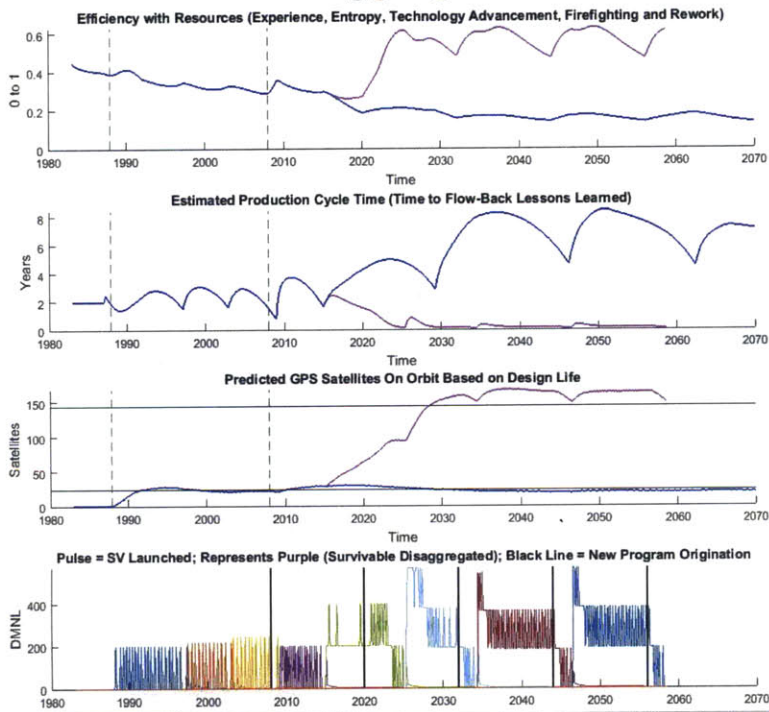 Efficiency with Resources (Experience, Entropy, Technology Advancement, Firefighting and Rework)
0.6
0.4
0.2
0
0 to 1
1980 1990 2000 2010 2020 2030 2040 2050 2060 2070
Time
Estimated Production Cycle Time (Time to Flow-Back Lessons Learned)
8
6
4
2
0
Years
1980 1990 2000 2010 2020 2030 2040 2050 2060 2070
Time
Predicted GPS Satellites On Orbit Based on Design Life
150
100
50
0
Satellites
1980 1990 2000 2010 2020 2030 2040 2050 2060 2070
Time
Pulse = SV Launched; Represents Purple (Survivable Disaggregated); Black Line = New Program Origination
400
200
0
DMNL
1980 1990 2000 2010 2020 2030 2040 2050 2060 2070